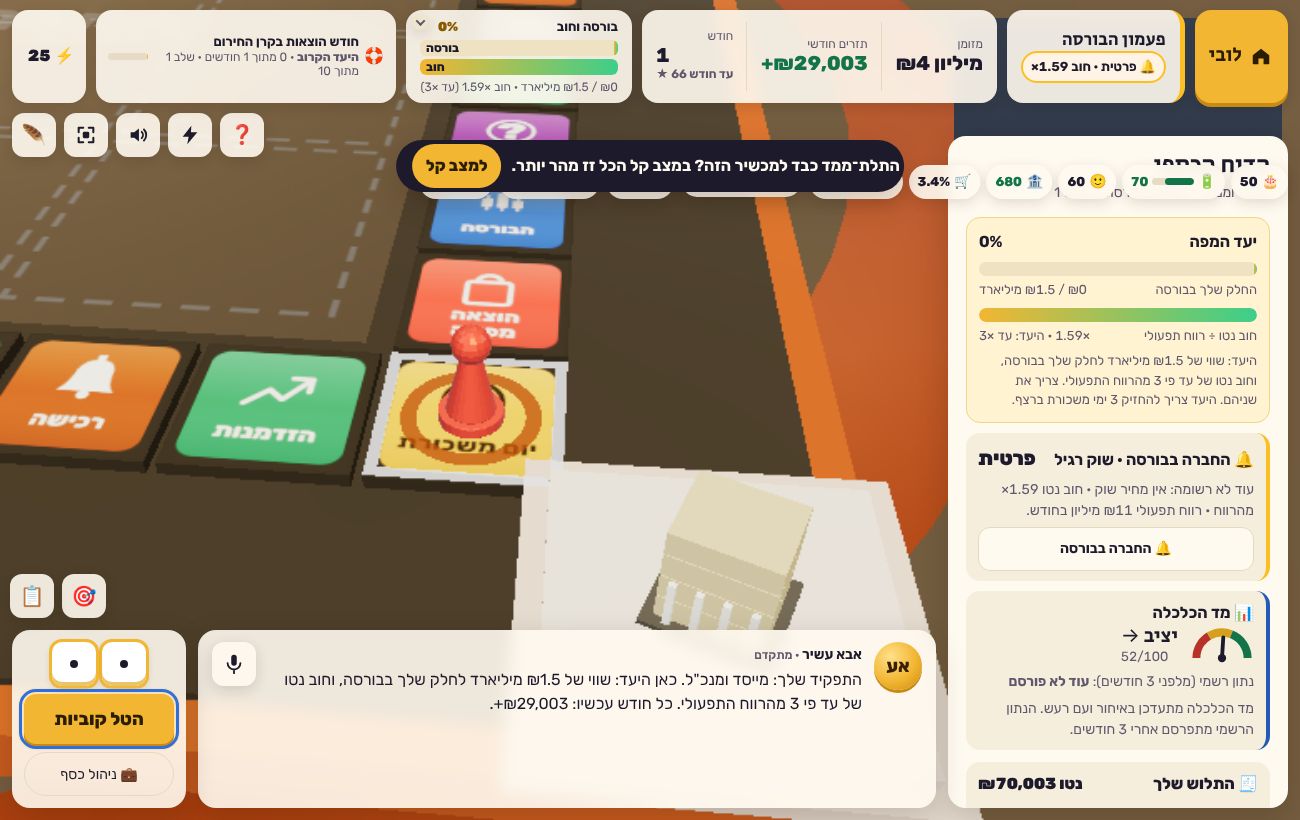 לובי
פעמון הבורסה
🔔 פרטית • חוב 1.59×
מזומן
₪4 מיליון
תזרים חודשי
+₪29,003
חודש
1
★ עד חודש 66
בורסה וחוב
0%
בורסה
חוב
₪0 / ₪1.5 מיליארד • חוב 1.59× (עד 3×)
חודש הוצאות בקרן החירום
היעד הקרוב • 0 מתוך 1 חודשים • שלב 1
מתוך 10
⚡ 25
התלת־ממד כבד למכשיר הזה? במצב קל הכל זז מהר יותר.
למצב קל
50
70
60
680
3.4%
יעד המפה
0%
החלק שלך בבורסה
₪0 / ₪1.5 מיליארד
חוב נטו ÷ רווח תפעולי
1.59× • היעד: עד 3×
היעד: שווי של ₪1.5 מיליארד לחלק שלך בבורסה,
וחוב נטו של עד פי 3 מהרווח התפעולי. צריך את
שניהם. היעד צריך להחזיק 3 ימי משכורת ברצף.
🔔 החברה בבורסה • שוק רגיל
פרטית
עוד לא רשומה: אין מחיר שוק • חוב נטו 1.59×
מהרווח • רווח תפעולי ₪11 מיליון בחודש.
🔔 החברה בבורסה
📊 מד הכלכלה
יציב →
52/100
נתון רשמי (מלפני 3 חודשים): עוד לא פורסם
מד הכלכלה מתעדכן באיחור ועם רעש. הנתון
הרשמי מתפרסם אחרי 3 חודשים.
🧾 התלוש שלך
נטו ₪70,003
הבורסה
הוצאה
הזדמנות
רכישה
יום משכורת
אע
אבא עשיר • מתקדם
התפקיד שלך: מייסד ומנכ"ל. כאן היעד: שווי של ₪1.5 מיליארד לחלק שלך בבורסה, וחוב נטו
של עד פי 3 מהרווח התפעולי. כל חודש עכשיו: ₪29,003+.
הטל קוביות
💼 ניהול כסף